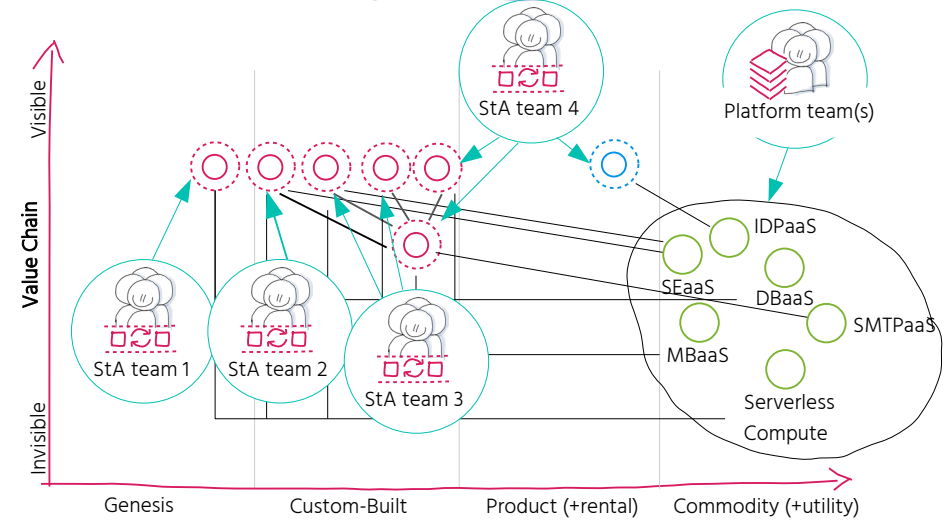 StA team 4
Platform team(s)
Visible
Value Chain
Invisible
IDPaaS
SEaaS
DBaaS
SMTPaaS
MBaaS
StA team 1
StA team 2
StA team 3
Serverless
Compute
Genesis
Custom-Built
Product (+rental)
Commodity (+utility)